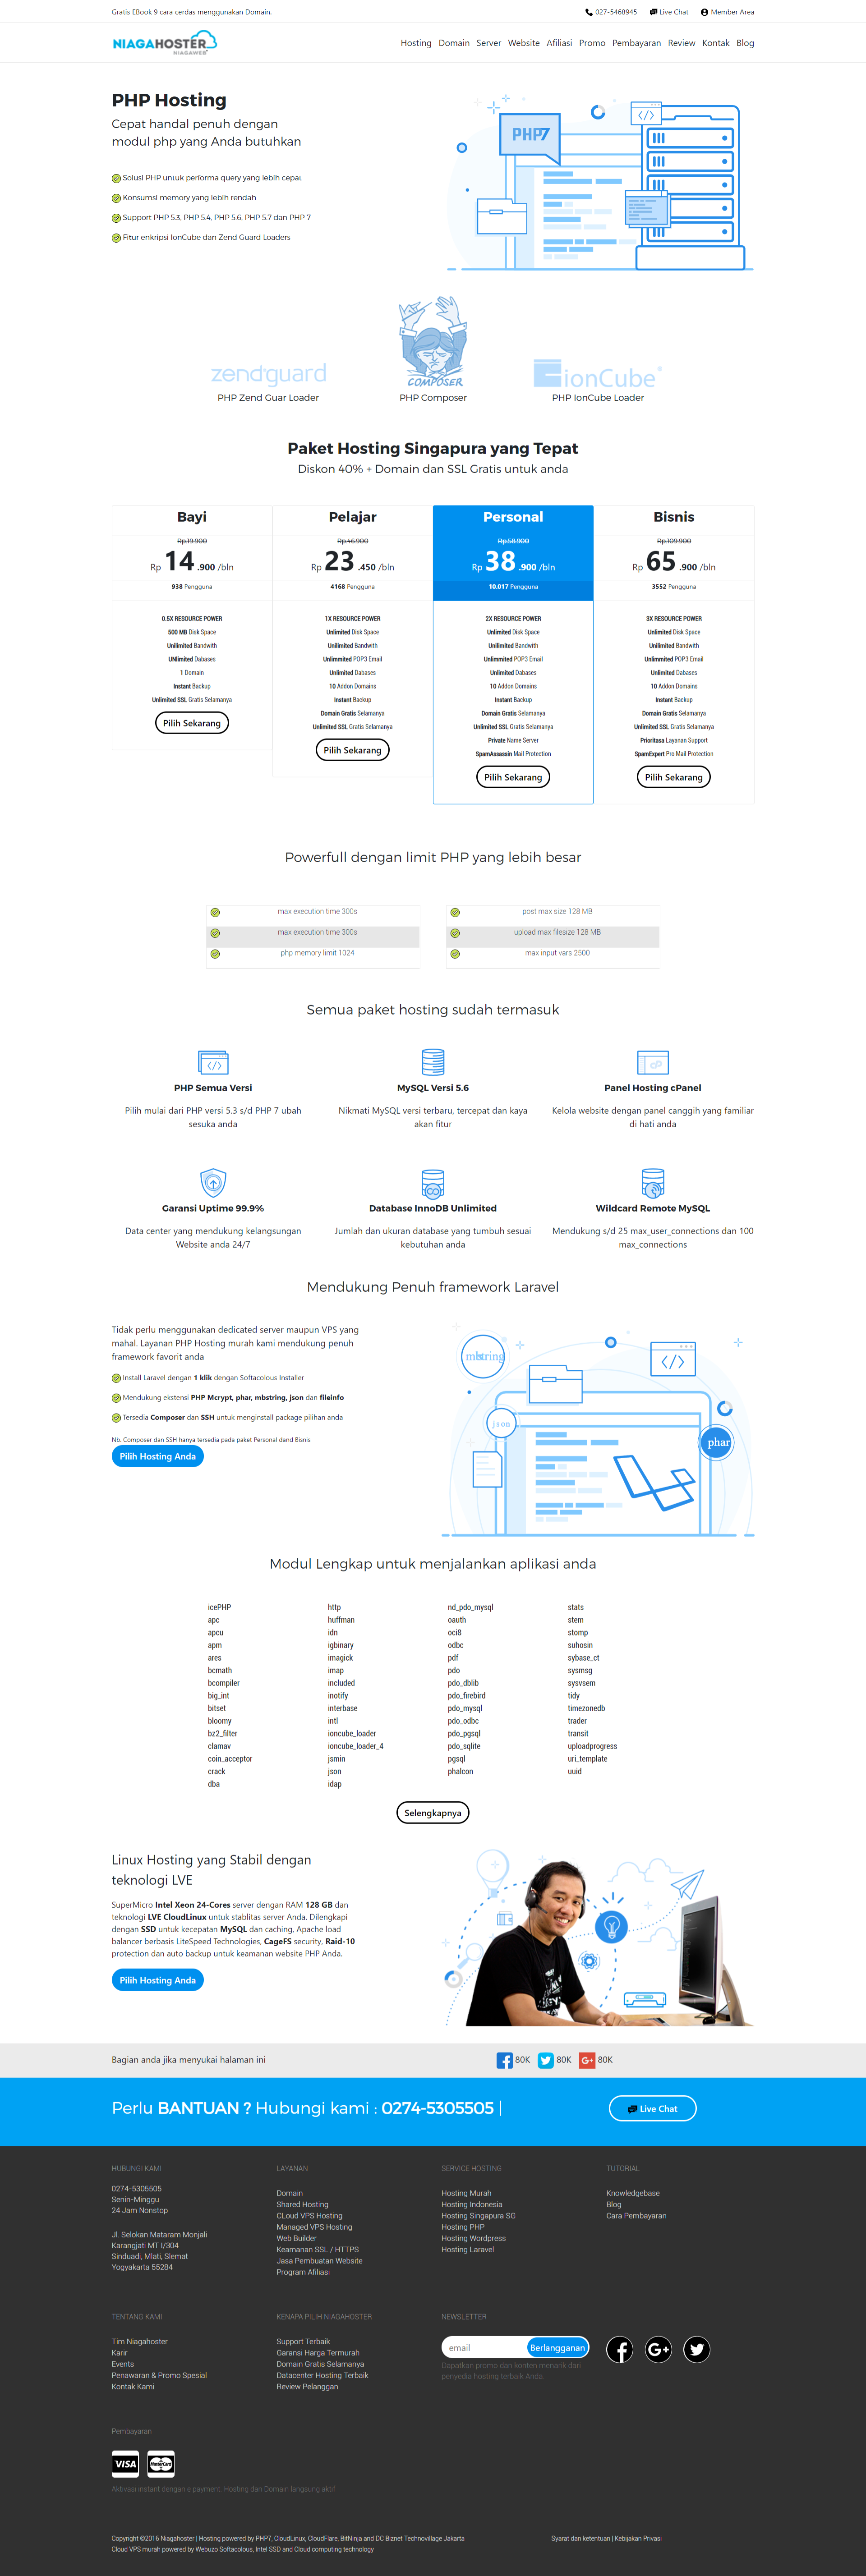 Gratis EBook 9 cara cerdas menggunakan Domain.
027-5468945 Live Chat Member Area
NIAGAHOSTER
NIAGAWEB
Hosting Domain Server Website Afiliasi Promo Pembayaran Review Kontak Blog
PHP Hosting
Cepat handal penuh dengan
modul php yang Anda butuhkan
Solusi PHP untuk performa query yang lebih cepat
Konsumsi memory yang lebih rendah
Support PHP 5.3, PHP 5.4, PHP 5.6, PHP 5.7 dan PHP 7
Fitur enkripsi IonCube dan Zend Guard Loaders
PHP7
</>
zend guard
COMPOSER
ionCube
PHP Zend Guar Loader
PHP Composer
PHP IonCube Loader
Paket Hosting Singapura yang Tepat
Diskon 40% + Domain dan SSL Gratis untuk anda
Bayi
Rp.19.900
Rp 14 .900 /bln
938 Pengguna
0.5X RESOURCE POWER
500 MB Disk Space
Unilimited Bandwith
UNlimited Dabases
1 Domain
Instant Backup
Unlimited SSL Gratis Selamanya
Pilih Sekarang
Pelajar
Rp.46.900
Rp 23 .450 /bln
4168 Pengguna
1X RESOURCE POWER
Unlimited Disk Space
Unilimited Bandwith
Unlimmited POP3 Email
Unlimited Dabases
10 Addon Domains
Instant Backup
Domain Gratis Selamanya
Unlimited SSL Gratis Selamanya
Pilih Sekarang
Personal
Rp.58.900
Rp 38 .900 /bln
10.017 Pengguna
2X RESOURCE POWER
Unlimited Disk Space
Unilimited Bandwith
Unlimmited POP3 Email
Unlimited Dabases
10 Addon Domains
Instant Backup
Domain Gratis Selamanya
Unlimited SSL Gratis Selamanya
Private Name Server
SpamAssassin Mail Protection
Pilih Sekarang
Bisnis
Rp.109.900
Rp 65 .900 /bln
3552 Pengguna
3X RESOURCE POWER
Unlimited Disk Space
Unilimited Bandwith
Unlimmited POP3 Email
Unlimited Dabases
10 Addon Domains
Instant Backup
Domain Gratis Selamanya
Unlimited SSL Gratis Selamanya
Prioritasa Layanan Support
SpamExpert Pro Mail Protection
Pilih Sekarang
Powerfull dengan limit PHP yang lebih besar
max execution time 300s
max execution time 300s
php memory limit 1024
post max size 128 MB
upload max filesize 128 MB
max input vars 2500
Semua paket hosting sudah termasuk
</>
PHP Semua Versi
Pilih mulai dari PHP versi 5.3 s/d PHP 7 ubah
sesuka anda
MySQL Versi 5.6
Nikmati MySQL versi terbaru, tercepat dan kaya
akan fitur
cP
Panel Hosting cPanel
Kelola website dengan panel canggih yang familiar
di hati anda
Garansi Uptime 99.9%
Data center yang mendukung kelangsungan
Website anda 24/7
Database InnoDB Unlimited
Jumlah dan ukuran database yang tumbuh sesuai
kebutuhan anda
Wildcard Remote MySQL
Mendukung s/d 25 max_user_connections dan 100
max_connections
Mendukung Penuh framework Laravel
Tidak perlu menggunakan dedicated server maupun VPS yang
mahal. Layanan PHP Hosting murah kami mendukung penuh
framework favorit anda
Install Laravel dengan 1 klik dengan Softacolous Installer
Mendukung ekstensi PHP Mcrypt, phar, mbstring, json dan fileinfo
Tersedia Composer dan SSH untuk menginstall package pilihan anda
Nb. Composer dan SSH hanya tersedia pada paket Personal dand Bisnis
Pilih Hosting Anda
mbstring
</>
json
phar
Modul Lengkap untuk menjalankan aplikasi anda
icePHP
apc
apcu
apm
ares
bcmath
bcompiler
big_int
bitset
bloomy
bz2_filter
clamav
coin_acceptor
crack
dba
http
huffman
idn
igbinary
imagick
imap
included
inotify
interbase
intl
ioncube_loader
ioncube_loader_4
jsmin
json
idap
nd_pdo_mysql
oauth
oci8
odbc
pdf
pdo
pdo_dblib
pdo_firebird
pdo_mysql
pdo_odbc
pdo_pgsql
pdo_sqlite
pgsql
phalcon
stats
stem
stomp
suhosin
sybase_ct
sysmsg
sysvsem
tidy
timezonedb
trader
transit
uploadprogress
uri_template
uuid
Selengkapnya
Linux Hosting yang Stabil dengan
teknologi LVE
SuperMicro Intel Xeon 24-Cores server dengan RAM 128 GB dan
teknologi LVE CloudLinux untuk stablitas server Anda. Dilengkapi
dengan SSD untuk kecepatan MySQL dan caching, Apache load
balancer berbasis LiteSpeed Technologies, CageFS security, Raid-10
protection dan auto backup untuk keamanan website PHP Anda.
Pilih Hosting Anda
Bagian anda jika menyukai halaman ini
80K 80K G+ 80K
Perlu BANTUAN ? Hubungi kami : 0274-5305505 |
Live Chat
HUBUNGI KAMI
0274-5305505
Senin-Minggu
24 Jam Nonstop
Jl. Selokan Mataram Monjali
Karangjati MT I/304
Sinduadi, Mlati, Slemat
Yogyakarta 55284
LAYANAN
Domain
Shared Hosting
CLoud VPS Hosting
Managed VPS Hosting
Web Builder
Keamanan SSL / HTTPS
Jasa Pembuatan Website
Program Afiliasi
SERVICE HOSTING
Hosting Murah
Hosting Indonesia
Hosting Singapura SG
Hosting PHP
Hosting Wordpress
Hosting Laravel
TUTORIAL
Knowledgebase
Blog
Cara Pembayaran
TENTANG KAMI
Tim Niagahoster
Karir
Events
Penawaran & Promo Spesial
Kontak Kami
KENAPA PILIH NIAGAHOSTER
Support Terbaik
Garansi Harga Termurah
Domain Gratis Selamanya
Datacenter Hosting Terbaik
Review Pelanggan
NEWSLETTER
email Berlangganan
Dapatkan promo dan konten menarik dari
penyedia hosting terbaik Anda.
G+
Pembayaran
VISA MasterCard
Aktivasi instant dengan e payment. Hosting dan Domain langsung aktif
Copyright ©2016 Niagahoster | Hosting powered by PHP7, CloudLinux, CloudFlare, BitNinja and DC Biznet Technovillage Jakarta
Cloud VPS murah powered by Webuzo Softacolous, Intel SSD and Cloud computing technology
Syarat dan ketentuan | Kebijakan Privasi